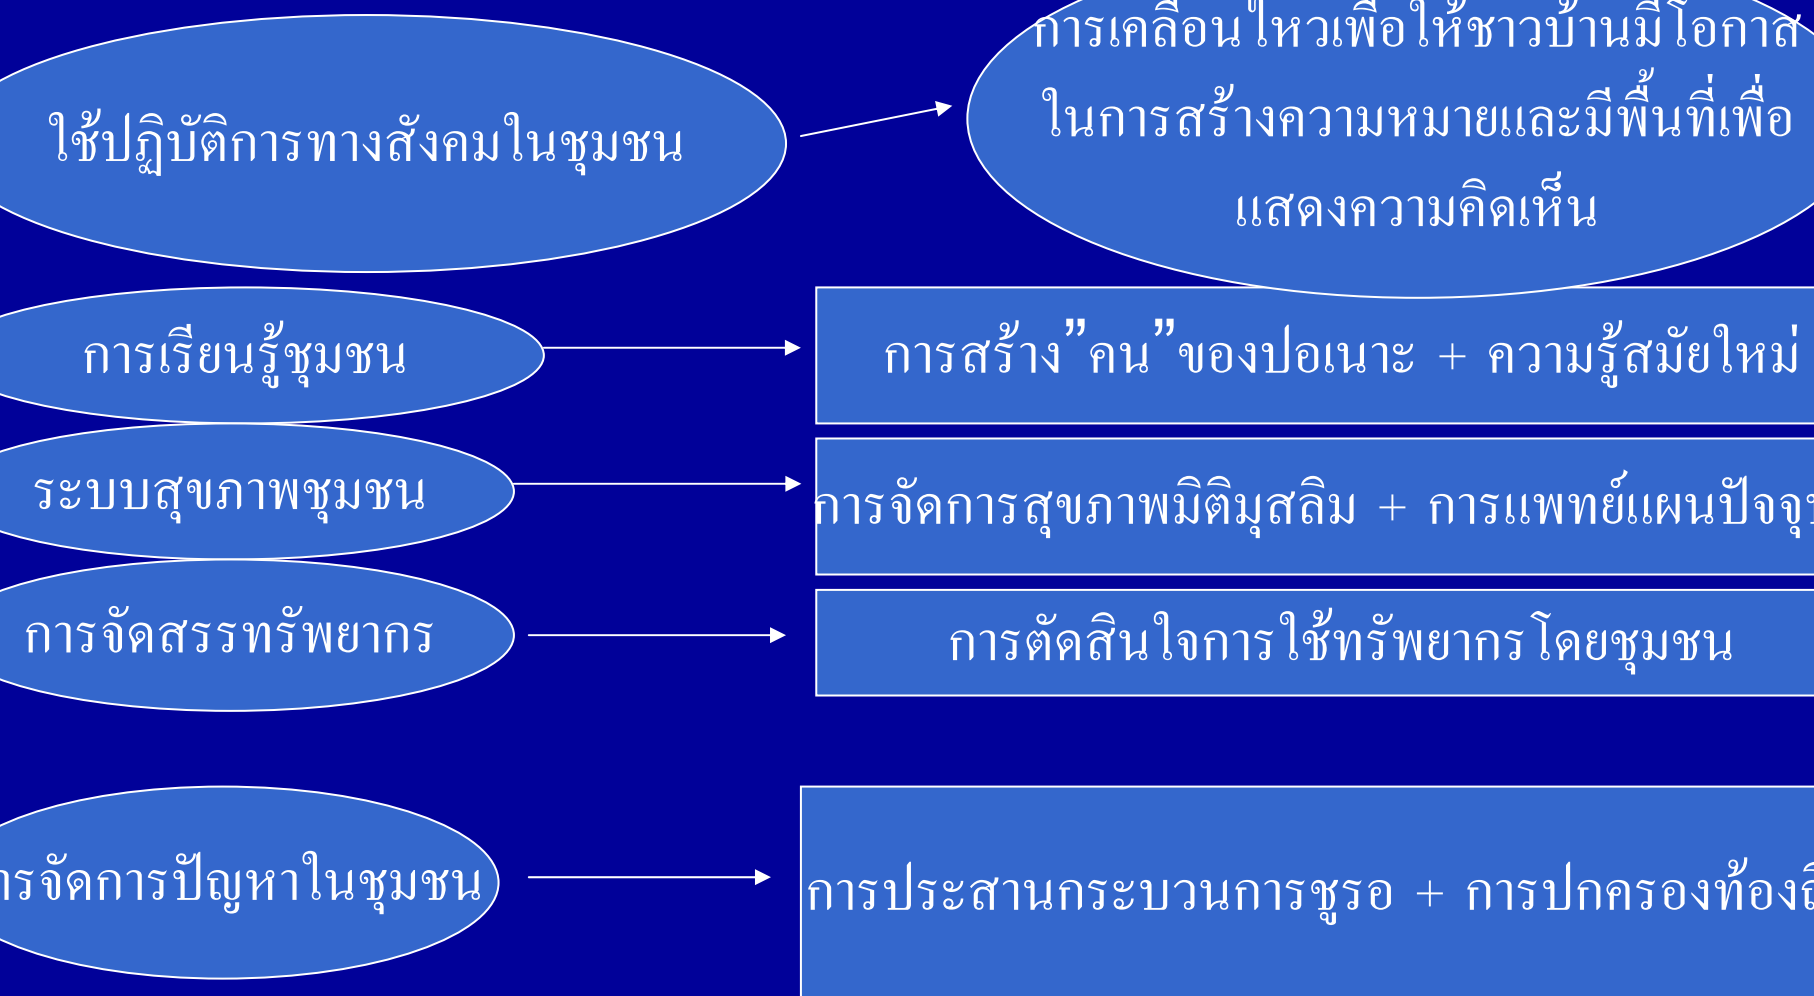 การเคลื่อนไหวเพื่อให้ชาวบ้านมีโอกาส
ใช้ปฏิบัติการทางสังคมในชุมชน
ในการสร้างความหมายและมีพื้นที่เพื่อ
แสดงความคิดเห็น
การเรียนรู้ชุมชน
การสร้าง”คน”ของปอเนาะ + ความรู้สมัยใหม่
ระบบสุขภาพชุมชน
การจัดการสุขภาพมิติมุสลิม + การแพทย์แผน
การจัดสรรทรัพยากร
การตัดสินใจการใช้ทรัพยากรโดยชุมชน
จัดการปัญหาในชุมชน
การประสานกระบวนการชูรอ + การปกครอง